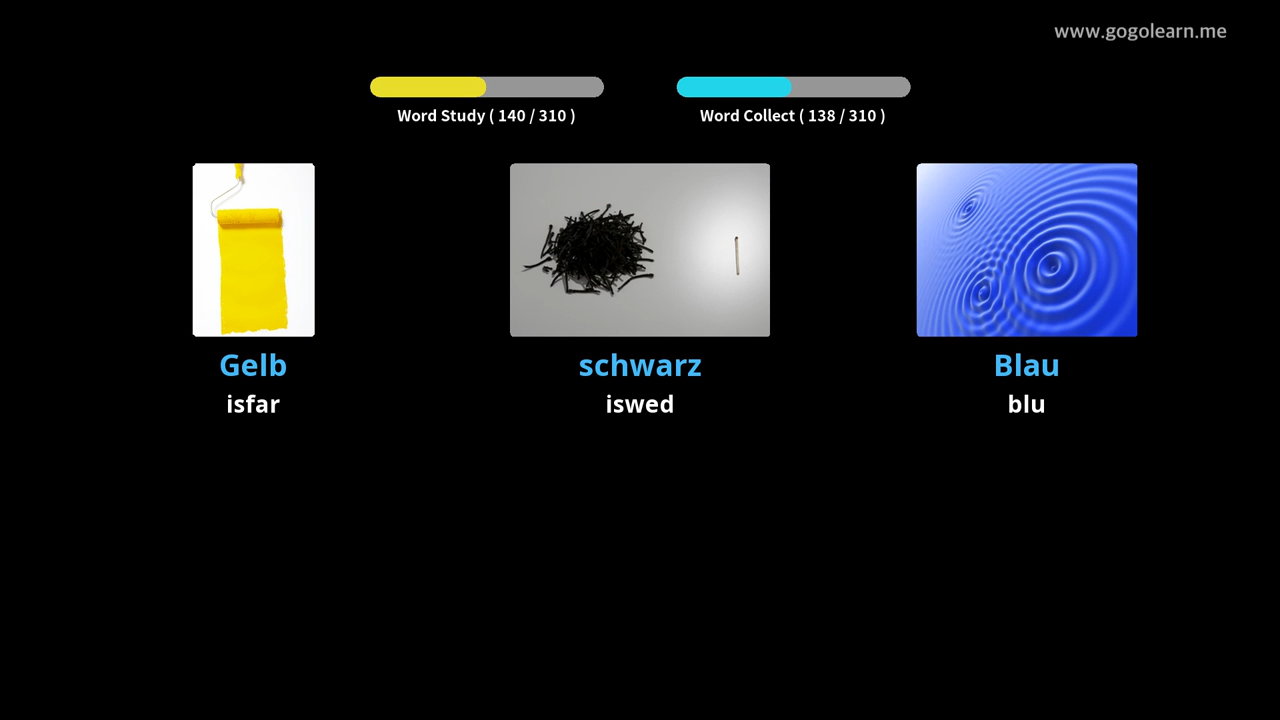 www.gogolearn.me
Word Study ( 140 / 310 )
Word Collect ( 138 / 310 )
Gelb
schwarz
Blau
isfar
iswed
blu